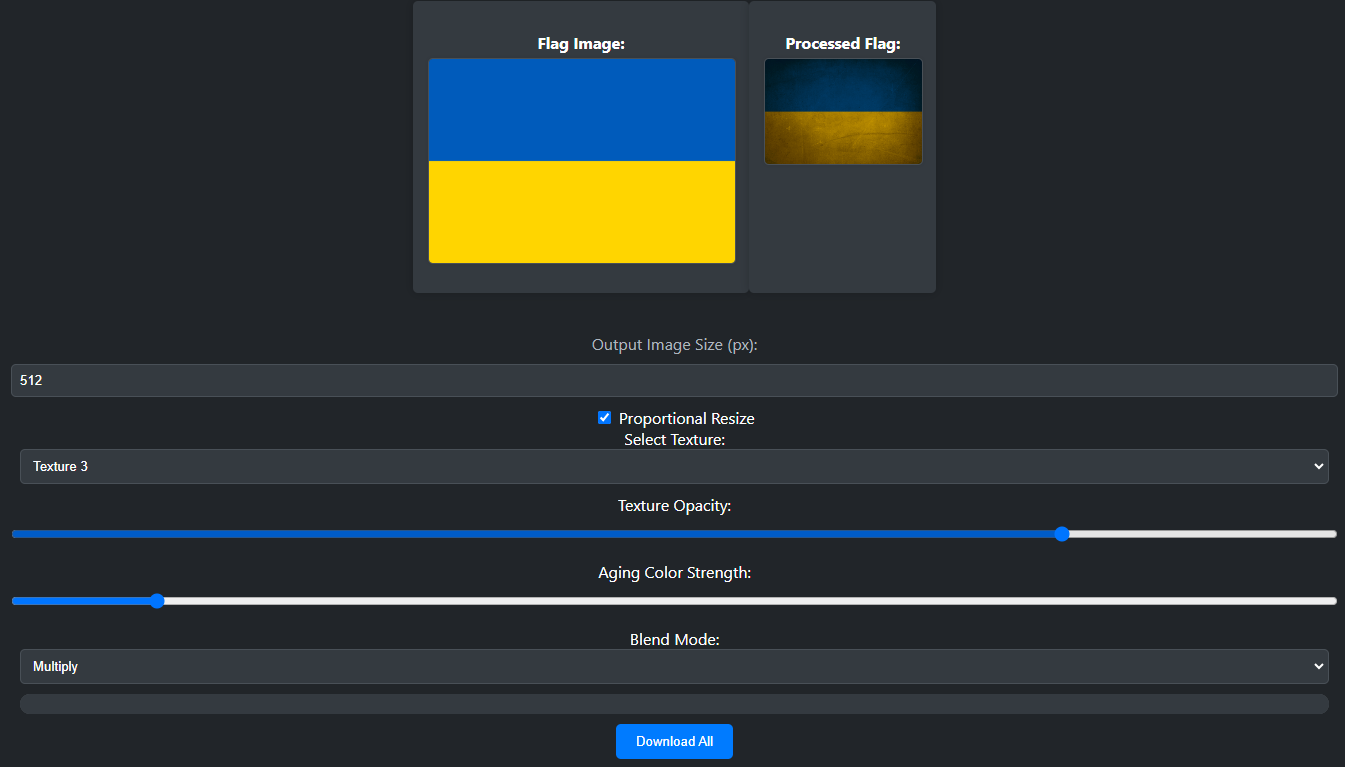 Flag Image:
Processed Flag:
Output Image Size (px):
512
Proportional Resize
Select Texture:
Texture 3
Texture Opacity:
Aging Color Strength:
Blend Mode:
Multiply
Download All